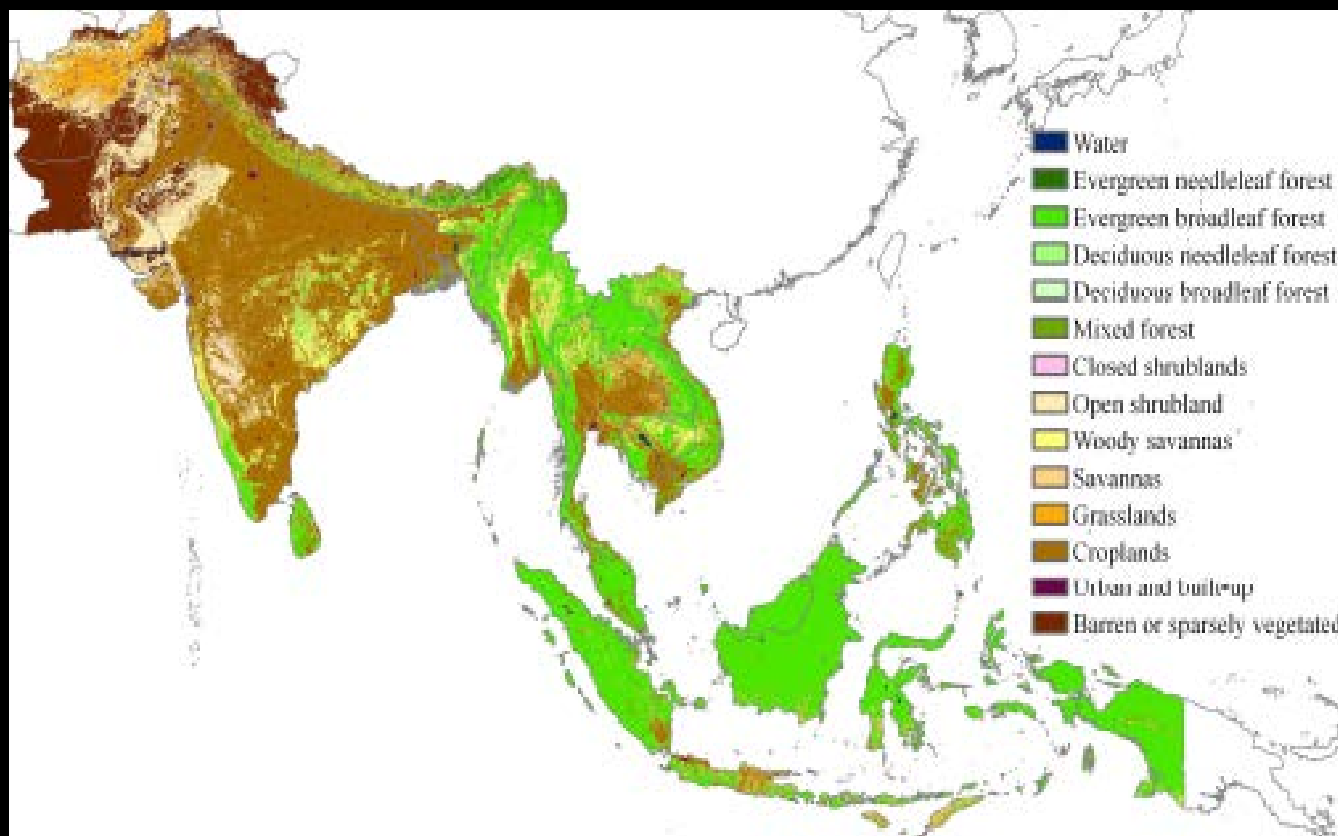 Water
Evergreen needleleaf forest
Evergreen broadleaf forest
Deciduous needleleaf forest
Deciduous broadleaf forest
Mixed forest
Closed shrublands
Open shrubland
Woody savannas
Savannas
Grasslands
Croplands
Urban and built-up
Barren or sparsely vegetated